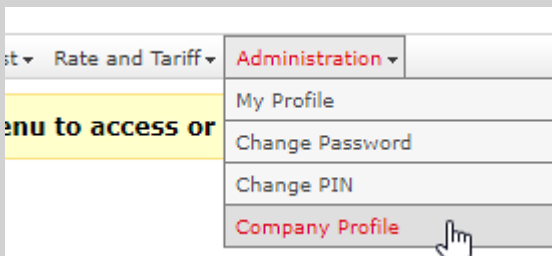 st Rate and Tariff Administration
My Profile
enu to access or
Change Password
Change PIN
Company Profile